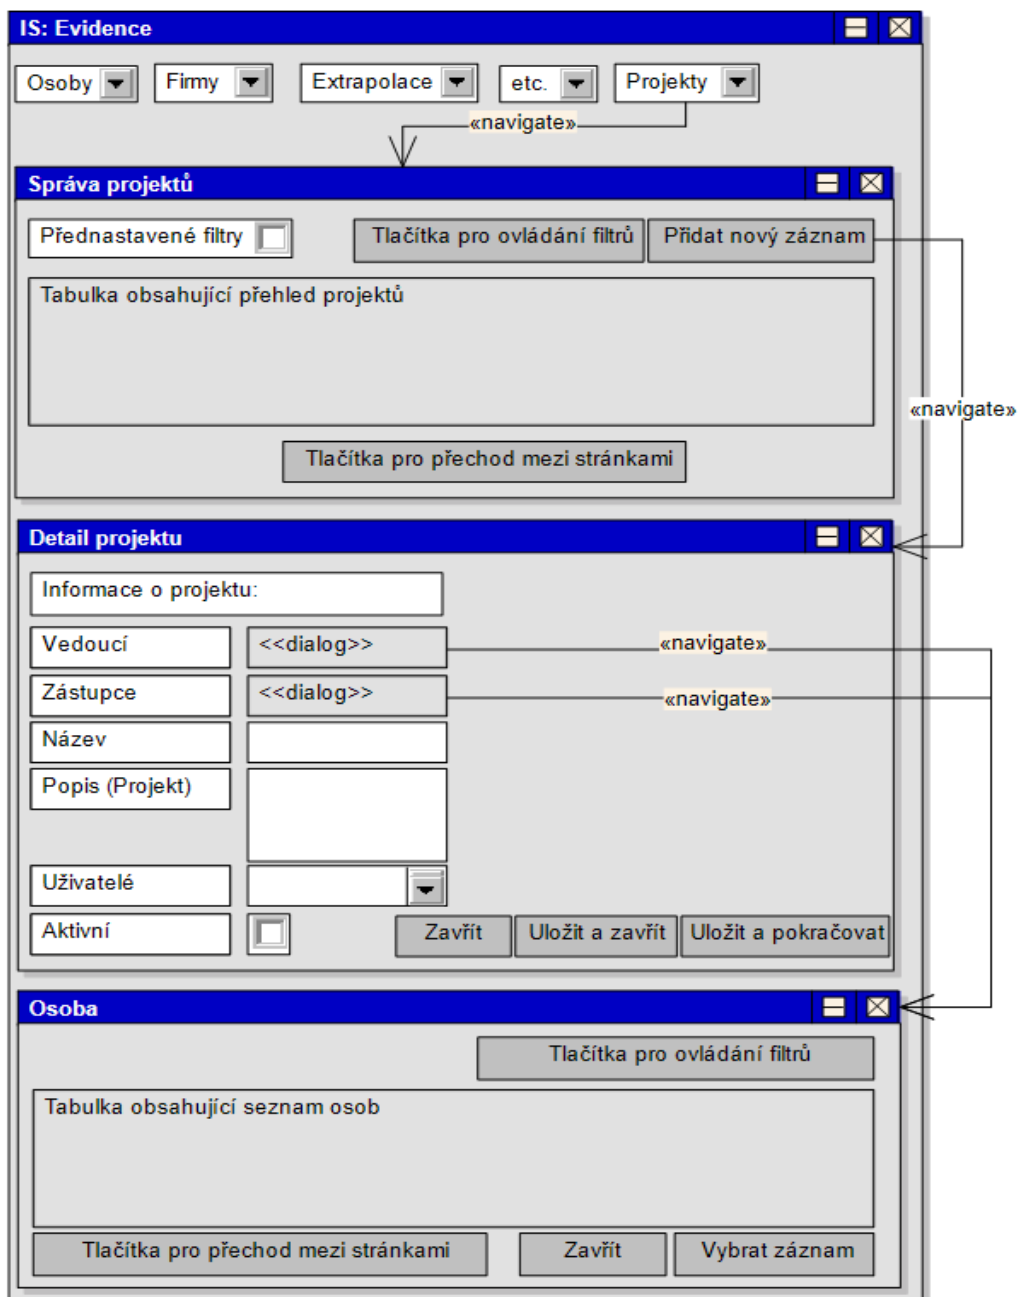 IS: Evidence
Osoby
Firmy
Extrapolace
etc.
Projekty
«navigate»
Správa projektů
Přednastavené filtry
Tlačítka pro ovládání filtrů
Přidat nový záznam
Tabulka obsahující přehled projektů
«navigate»
Tlačítka pro přechod mezi stránkami
Detail projektu
Informace o projektu:
Vedoucí
<<dialog>>
«navigate»
Zástupce
<<dialog>>
«navigate»
Název
Popis (Projekt)
Uživatelé
Aktivní
Zavřít
Uložit a zavřít
Uložit a pokračovat
Osoba
Tlačítka pro ovládání filtrů
Tabulka obsahující seznam osob
Tlačítka pro přechod mezi stránkami
Zavřít
Vybrat záznam